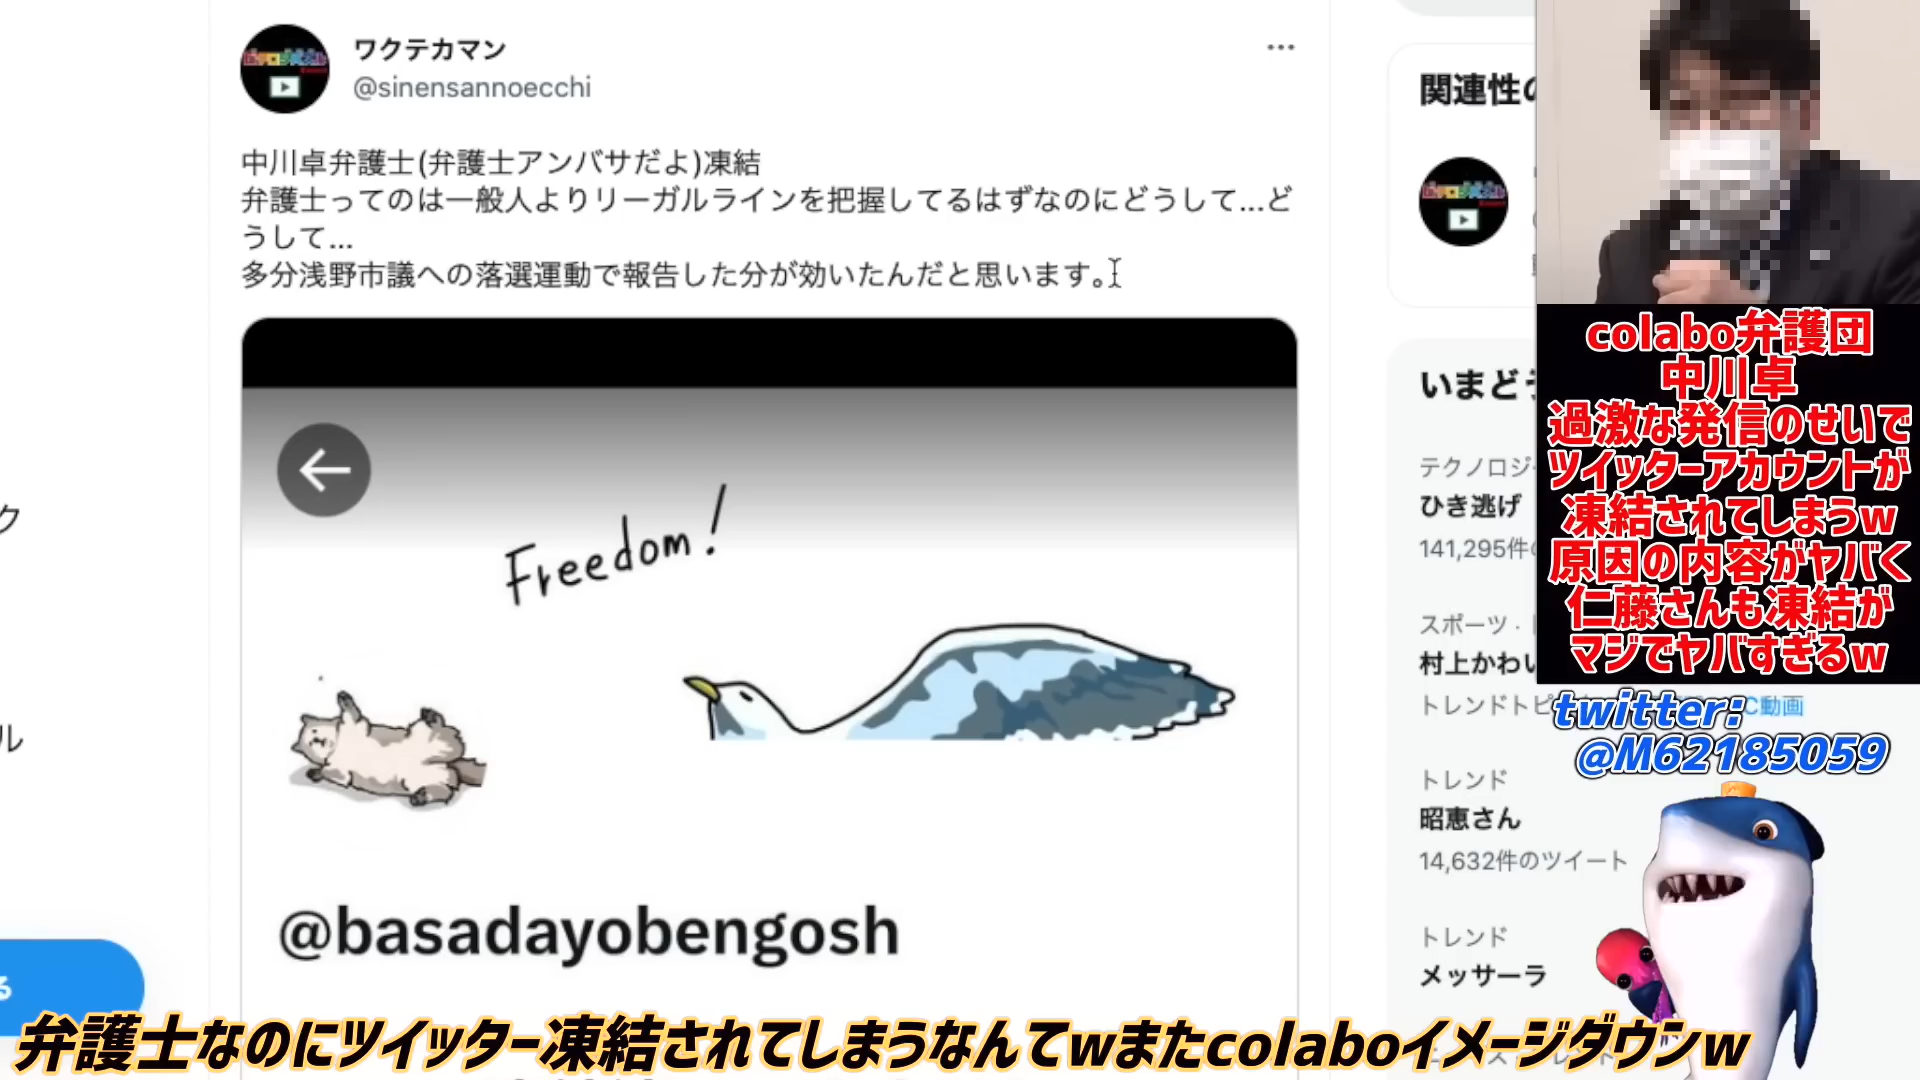 ワクテカマン
@sinensannoecchi
中川卓弁護士(弁護士アンバサだよ)凍結
弁護士ってのは一般人よりリーガルラインを把握してるはずなのにどうして...ど
うして...
多分浅野市議への落選運動で報告した分が効いたんだと思います。
Freedom!
@basadayobengosh
ク
ル
る
関連性の
いまどう
テクノロジー
ひき逃げ
141,295件の
スポーツ・
村上かわい
トレンドトピ
C動画
トレンド
昭恵さん
14,632件のツイート
トレンド
メッサーラ
colabo弁護団
中川卓
過激な発信のせいで
ツイッターアカウントが
凍結されてしまうw
原因の内容がヤバく
仁藤さんも凍結が
マジでヤバすぎるw
twitter:
@M62185059
弁護士なのにツイッター凍結されてしまうなんてwまたcolaboイメージダウンw